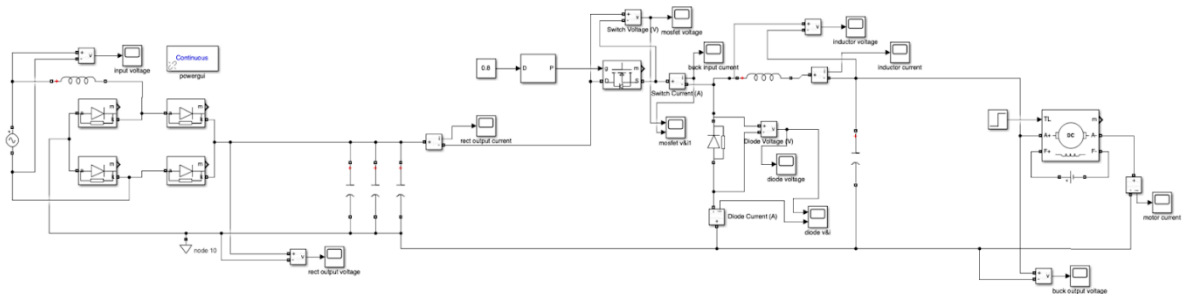 input voltage
Continuous
powergui
Switch Voltage (V)
mosfet voltage
buck input current
0.8
D
P
g
m
D
S
Switch Current (A)
inductor voltage
inductor current
rect output current
mosfet v&i1
Diode Voltage (V)
diode voltage
Diode Current (A)
diode v&i
TL
m
A+
DC
A-
F+
F-
motor current
node 10
rect output voltage
buck output voltage